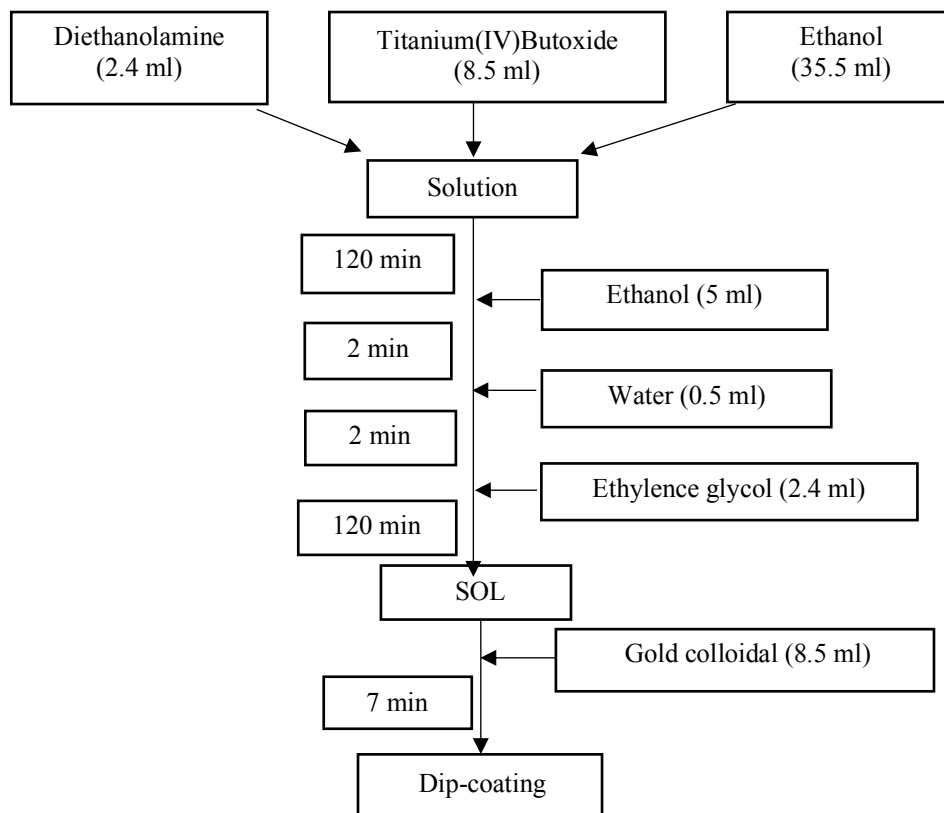 Diethanolamine
(2.4 ml)
Titanium(IV)Butoxide
(8.5 ml)
Ethanol
(35.5 ml)
Solution
120 min
Ethanol (5 ml)
2 min
Water (0.5 ml)
2 min
Ethylence glycol (2.4 ml)
120 min
SOL
Gold colloidal (8.5 ml)
7 min
Dip-coating